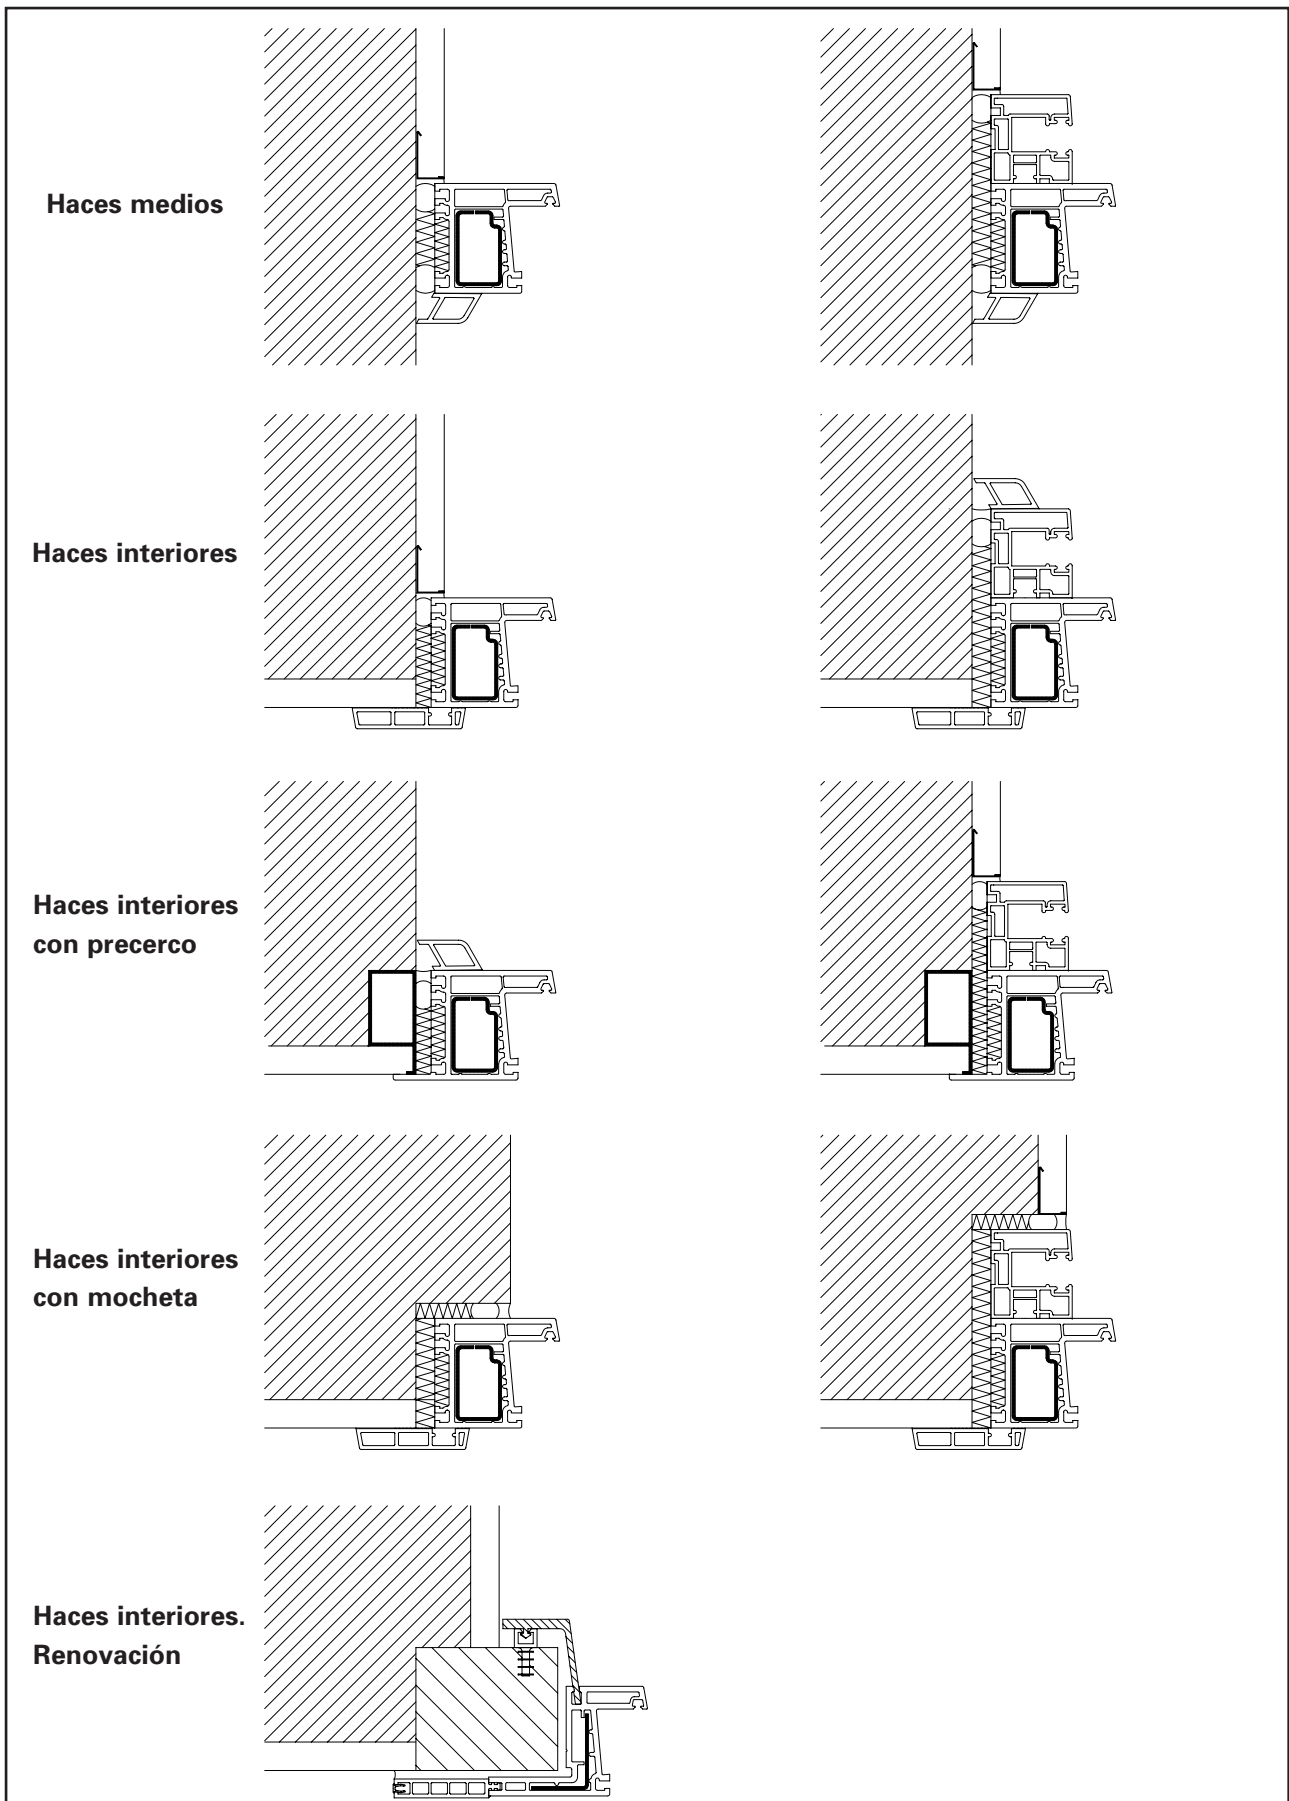 Haces medios
Haces interiores
Haces interiores
con precerco
Haces interiores
con mocheta
Haces interiores.
Renovación